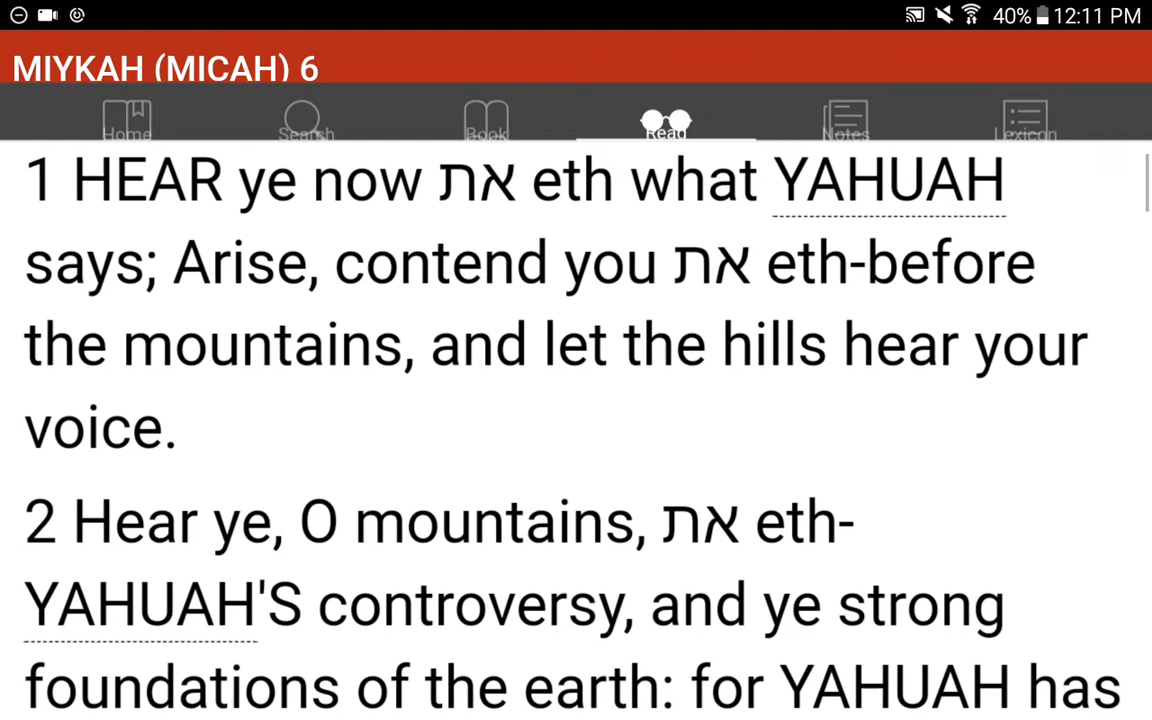 40% 12:11 PM
MIYKAH (MICAH) 6
Home Search Book Read Notes Lexicon
1 HEAR ye now את eth what YAHUAH
says; Arise, contend you את eth-before
the mountains, and let the hills hear your
voice.
2 Hear ye, O mountains, את eth-
YAHUAH'S controversy, and ye strong
foundations of the earth: for YAHUAH has